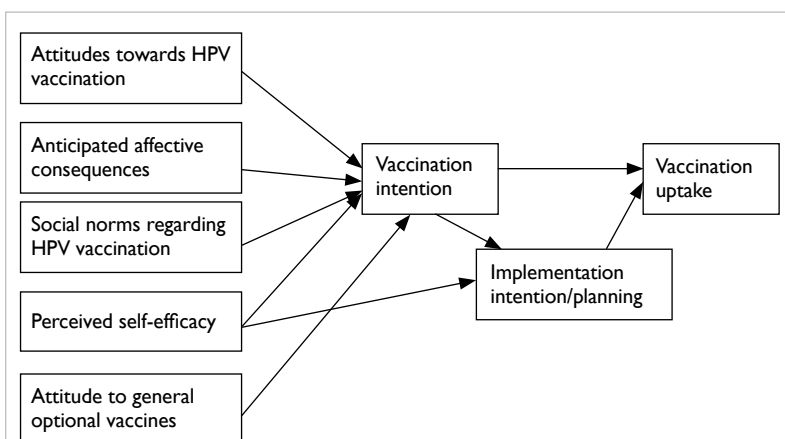 Attitudes towards HPV
vaccination
Anticipated affective
consequences
Social norms regarding
HPV vaccination
Perceived self-efficacy
Attitude to general
optional vaccines
Vaccination
intention
Implementation
intention/planning
Vaccination
uptake